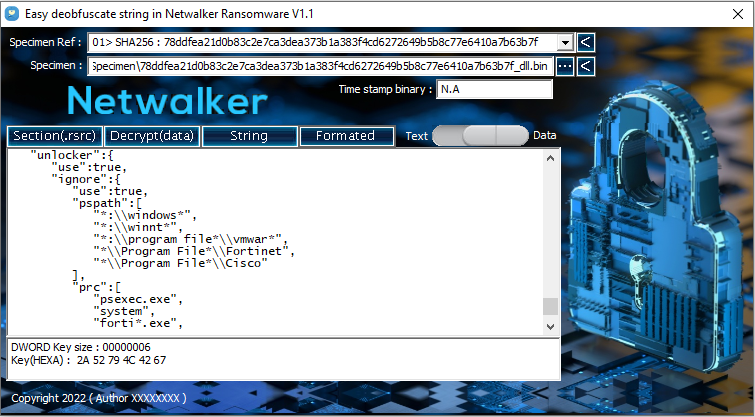 Easy deobfuscate string in Netwalker Ransomware V1.1
Specimen Ref : 01> SHA256 : 78ddfea21d0b83c2e7ca3dea373b1a383f4cd6272649b5b8c77e6410a7b63b7f <
Specimen : Specimen\78ddfea21d0b83c2e7ca3dea373b1a383f4cd6272649b5b8c77e6410a7b63b7f_dll.bin ... <
Netwalker
Time stamp binary : N.A
Section(.rsrc) Decrypt(data) String Formated Text Data
"unlocker":{
"use":true,
"ignore":{
"use":true,
"pspath":[
"*:\\windows*",
"*:\\winnt*",
"*:\\program file*\\vmwar*",
"*\\Program File*\\Fortinet",
"*\\Program File*\\Cisco"
],
"prc":[
"psexec.exe",
"system",
"forti*.exe",
DWORD Key size : 00000006
Key(HEXA) : 2A 52 79 4C 42 67
Copyright 2022 ( Author XXXXXXXX )